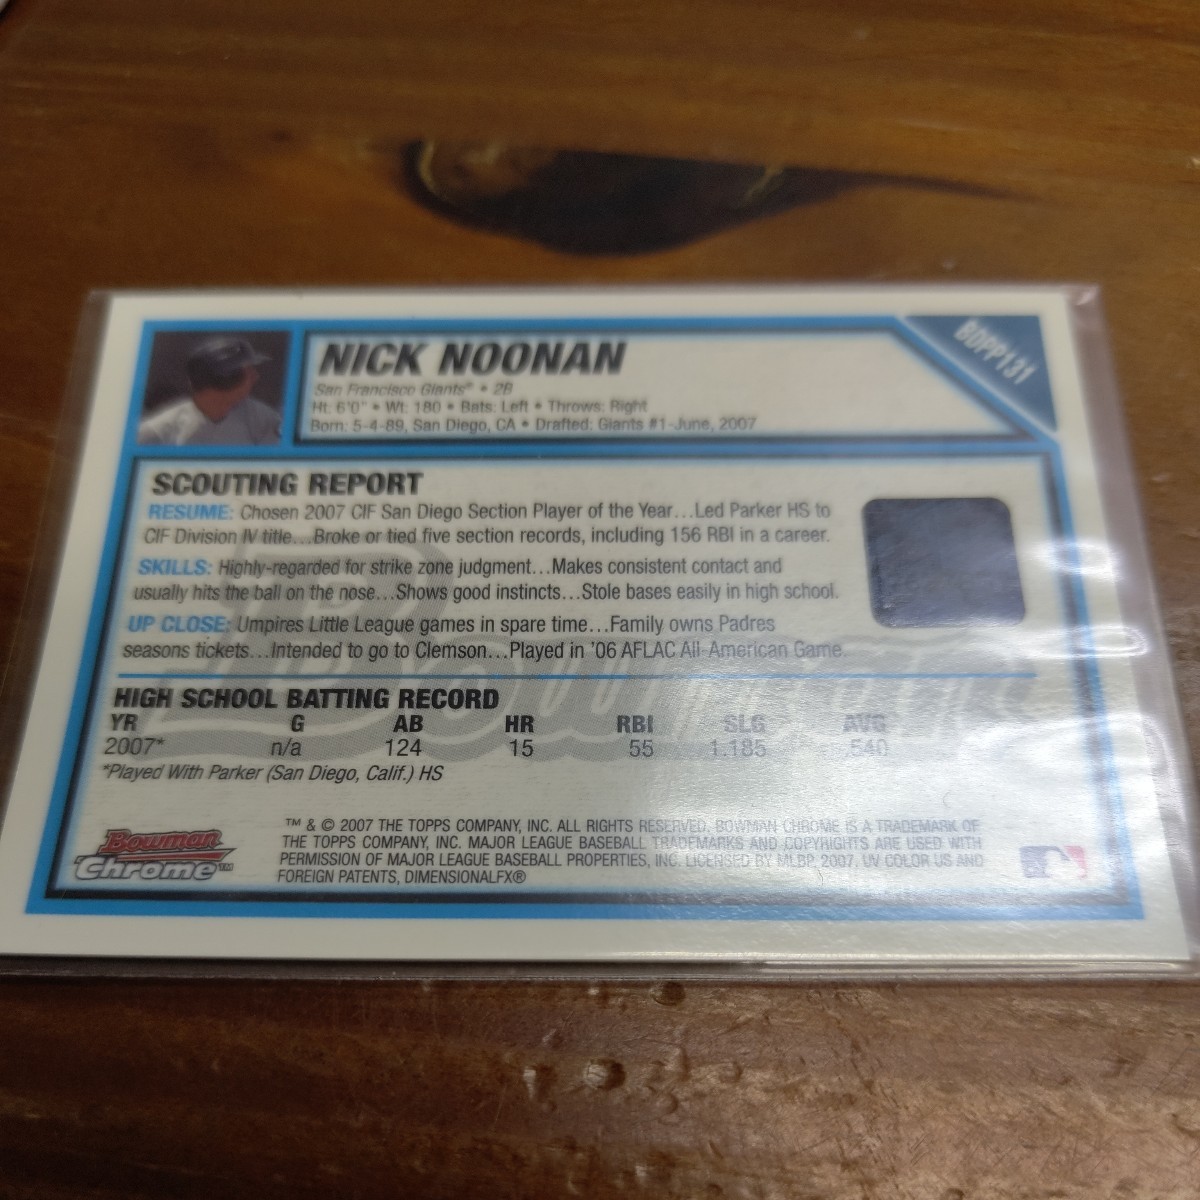 BDPP131
NICK NOONAN
San Francisco Giants® • 2B
Ht: 6'0" • Wt: 180 • Bats: Left • Throws: Right
Born: 5-4-89, San Diego, CA • Drafted: Giants #1-June, 2007
SCOUTING REPORT
RESUME: Chosen 2007 CIF San Diego Section Player of the Year...Led Parker HS to
CIF Division IV title...Broke or tied five section records, including 156 RBI in a career.
SKILLS: Highly-regarded for strike zone judgment...Makes consistent contact and
usually hits the ball on the nose...Shows good instincts...Stole bases easily in high school.
UP CLOSE: Umpires Little League games in spare time...Family owns Padres
seasons tickets...Intended to go to Clemson...Played in '06 AFLAC All-American Game.
HIGH SCHOOL BATTING RECORD
YR G AB HR RBI SLG AVG
2007* n/a 124 15 55 1.185 .540
*Played With Parker (San Diego, Calif.) HS
Bowman
Chrome™
™ & © 2007 THE TOPPS COMPANY, INC. ALL RIGHTS RESERVED. BOWMAN CHROME IS A TRADEMARK OF
THE TOPPS COMPANY, INC. MAJOR LEAGUE BASEBALL TRADEMARKS AND COPYRIGHTS ARE USED WITH
PERMISSION OF MAJOR LEAGUE BASEBALL PROPERTIES, INC. LICENSED BY MLBP, 2007, UV COLOR US AND
FOREIGN PATENTS, DIMENSIONALFX®
Bowman